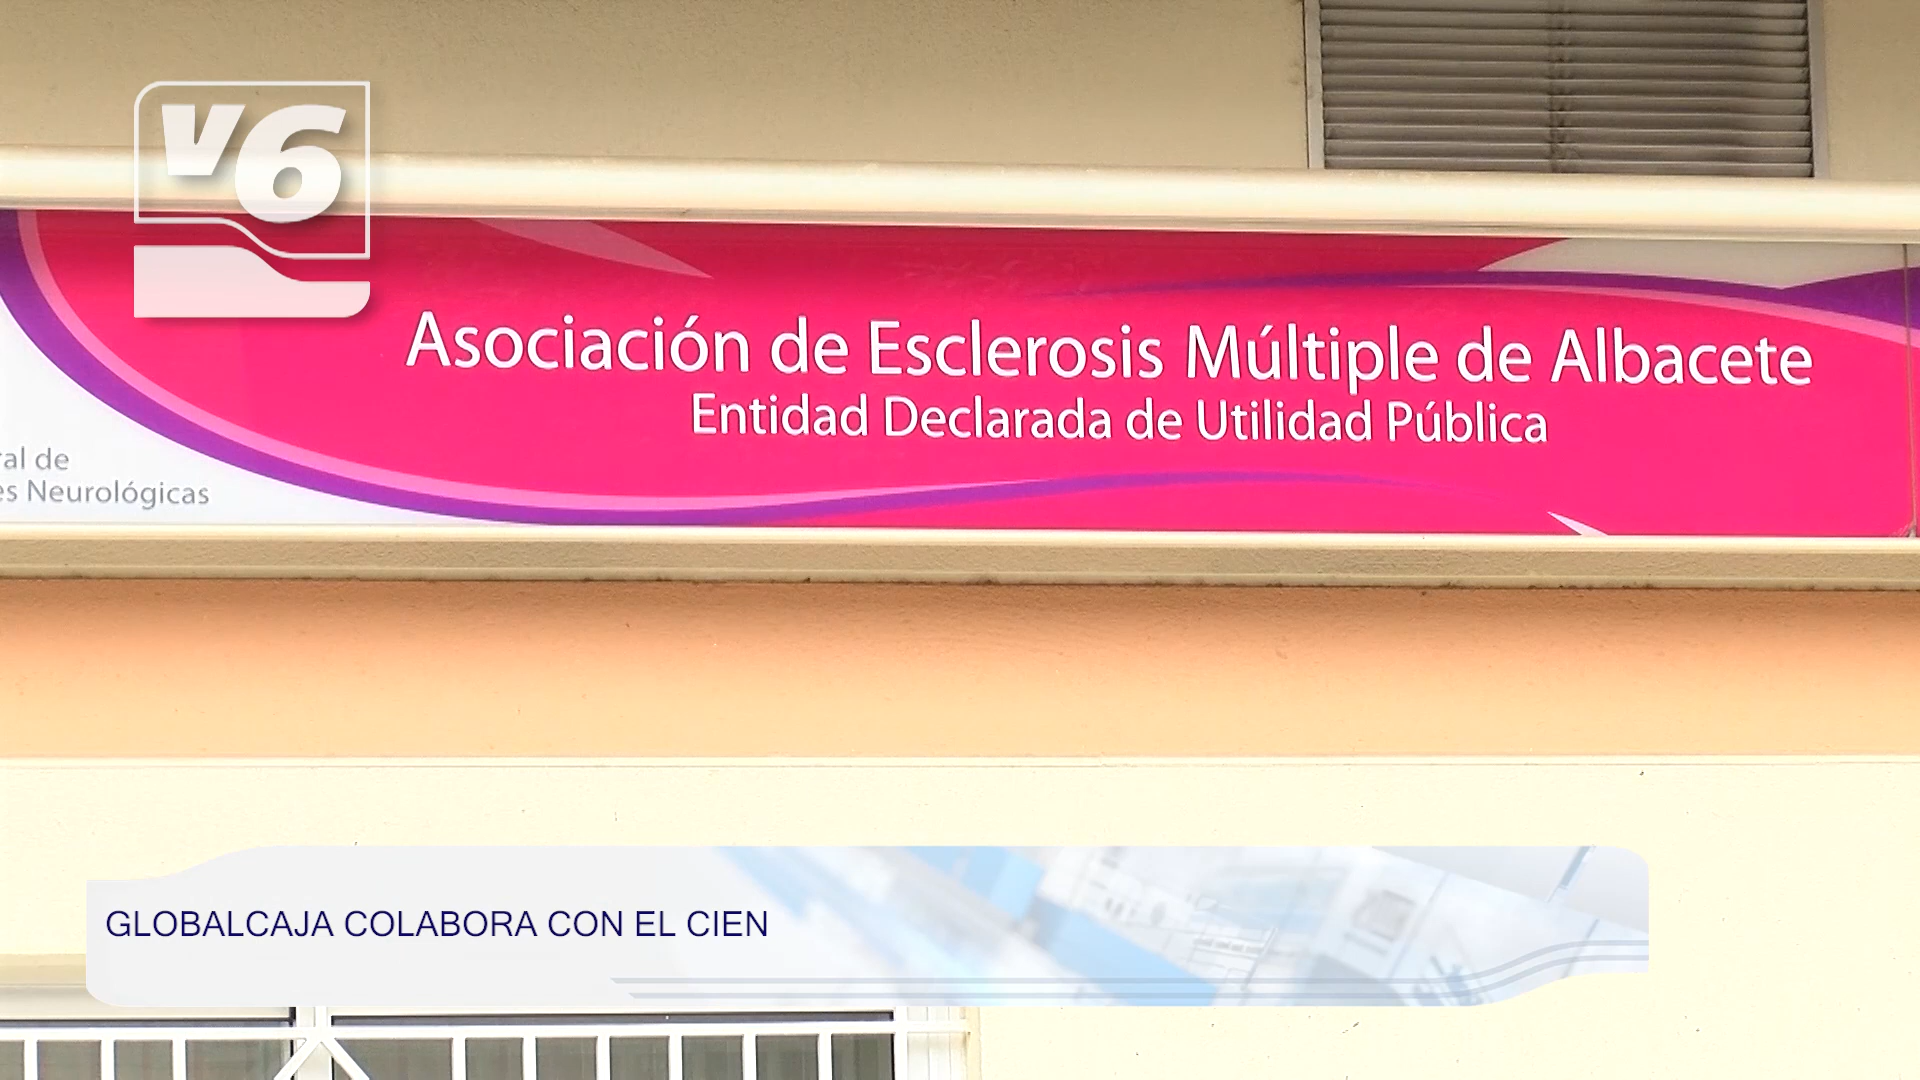 V6
Asociación de Esclerosis Múltiple de Albacete
Entidad Declarada de Utilidad Pública
ral de
es Neurológicas
GLOBALCAJA COLABORA CON EL CIEN